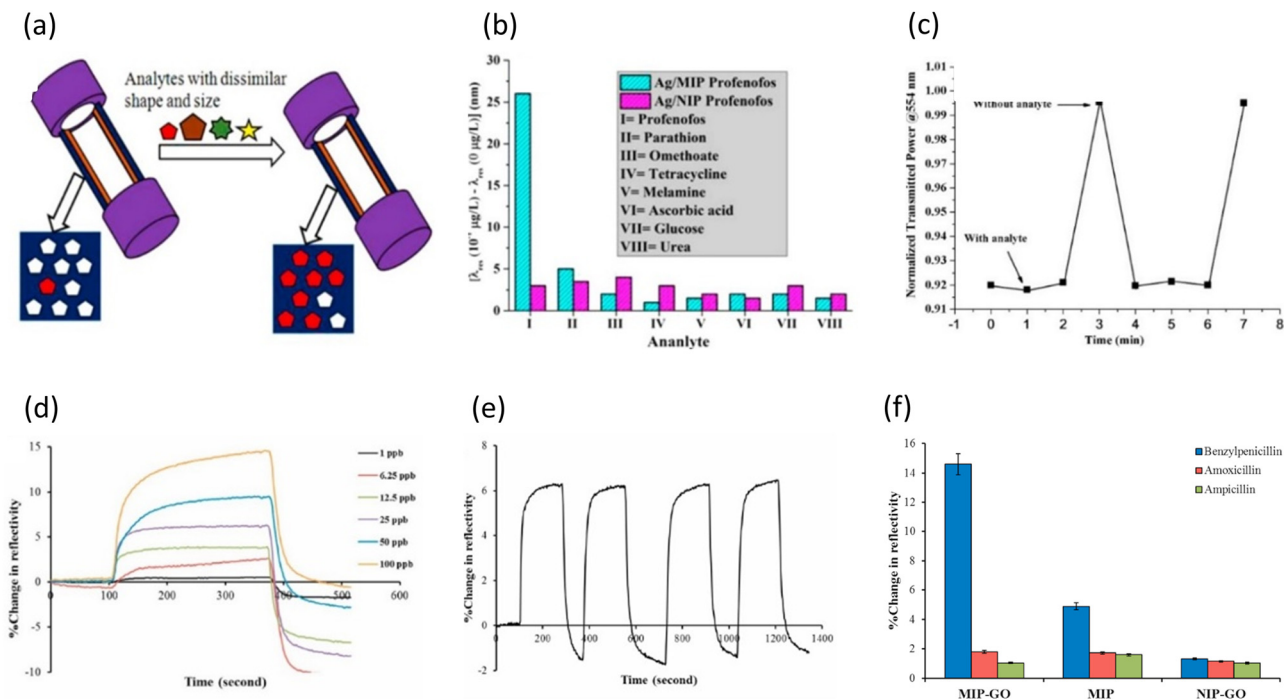 (a)
Analytes with dissimilar
shape and size
(b)
[λres (10⁻⁴ µg/L) - λres (0 µg/L)] (nm)
30
25
20
15
10
5
0
Ag/MIP Profenofos
Ag/NIP Profenofos
I= Profenofos
II= Parathion
III= Omethoate
IV= Tetracycline
V= Melamine
VI= Ascorbic acid
VII= Glucose
VIII= Urea
I II III IV V VI VII VIII
Ananlyte
(c)
Normalized Transmitted Power @554 nm
1.01
1.00
0.99
0.98
0.97
0.96
0.95
0.94
0.93
0.92
0.91
Without analyte
With analyte
-1 0 1 2 3 4 5 6 7 8
Time (min)
(d)
%Change in reflectivity
15
10
5
0
-5
-10
1 ppb
6.25 ppb
12.5 ppb
25 ppb
50 ppb
100 ppb
0 100 200 300 400 500 600
Time (second)
(e)
%Change in reflectivity
8
6
4
2
0
-2
0 200 400 600 800 1000 1200 1400
Time (second)
(f)
%Change in reflectivity
16
14
12
10
8
6
4
2
0
Benzylpenicillin
Amoxicillin
Ampicillin
MIP-GO MIP NIP-GO